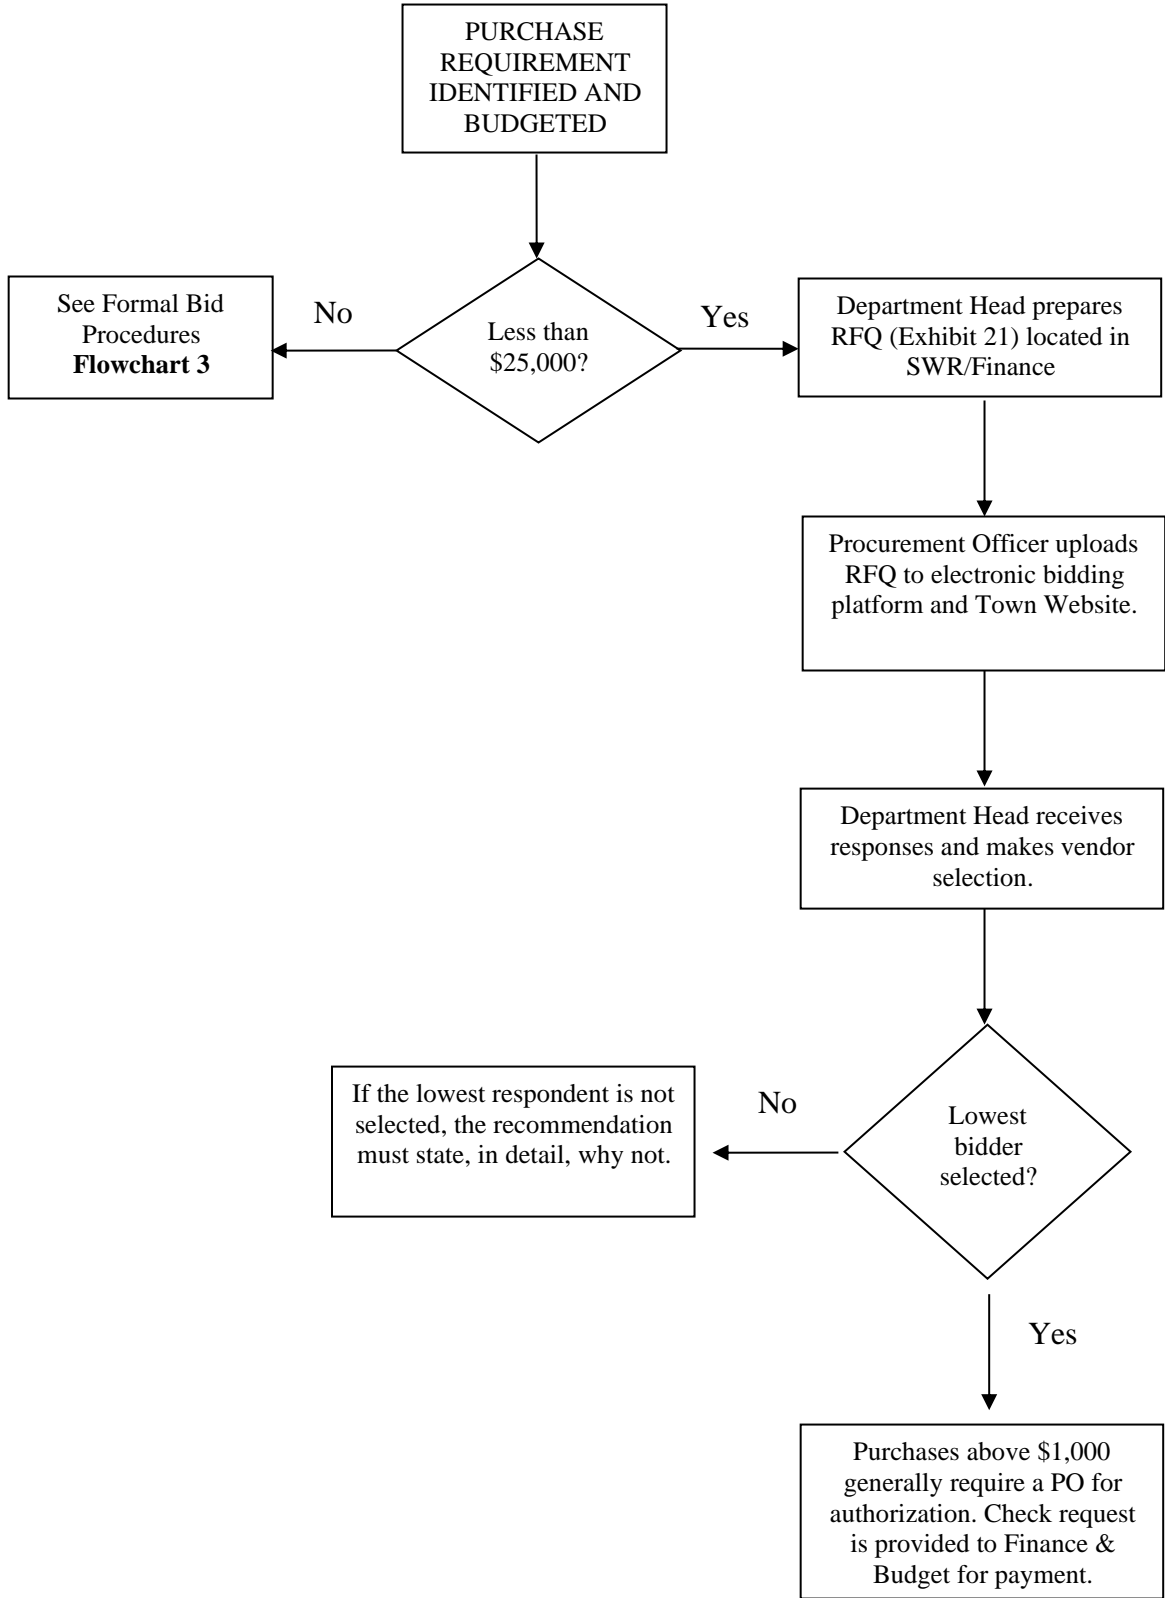 PURCHASE
REQUIREMENT
IDENTIFIED AND
BUDGETED
See Formal Bid
Procedures
Flowchart 3
No
Less than
$25,000?
Yes
Department Head prepares
RFQ (Exhibit 21) located in
SWR/Finance
Procurement Officer uploads
RFQ to electronic bidding
platform and Town Website.
Department Head receives
responses and makes vendor
selection.
If the lowest respondent is not
selected, the recommendation
must state, in detail, why not.
No
Lowest
bidder
selected?
Yes
Purchases above $1,000
generally require a PO for
authorization. Check request
is provided to Finance &
Budget for payment.